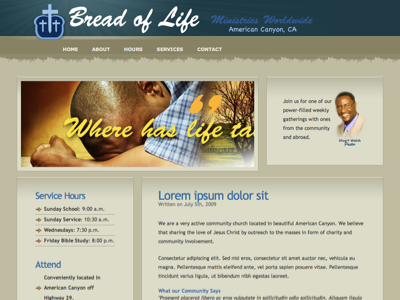 Bread of Life
Ministries Worldwide
American Canyon, CA
HOME ABOUT HOURS SERVICES CONTACT
Where has life ta
Join us for one of our
power-filled weekly
gatherings with ones
from the community
and abroad.
Pastor
Service Hours
Sunday School: 9:00 a.m.
Sunday Service: 10:30 a.m.
Wednesdays: 7:30 p.m.
Friday Bible Study: 8:00 p.m.
Attend
Conveniently located in
American Canyon off
Highway 29.
Lorem ipsum dolor sit
Written on July 5th, 2009
We are a very active community church located in beautiful American Canyon. We believe
that sharing the live of Jesus Christ by outreach to the masses in form of charity and
community involvement.
Consectetur adipiscing elit. Sed nisi eros, consectetur sit amet auctor nec, vehicula eu
magna. Pellentesque mattis eleifend ante, vel porta sapien posuere vitae. Pellentesque
tincidunt varius ligula, ut bibendum nibh egestas laoreet.
What our Community Says
"Praesent placerat libero ac eros vulputate in sollicitudin odio sollicitudin. Aliquam ligula